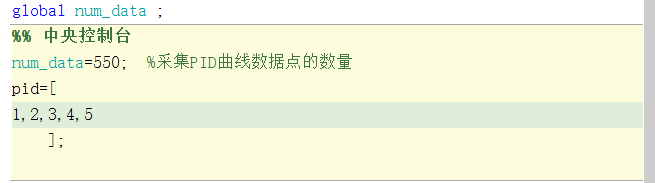 global num_data ;
%% 中央控制台
num_data=550;  %采集PID曲线数据点的数量
pid=[
1,2,3,4,5
    ];